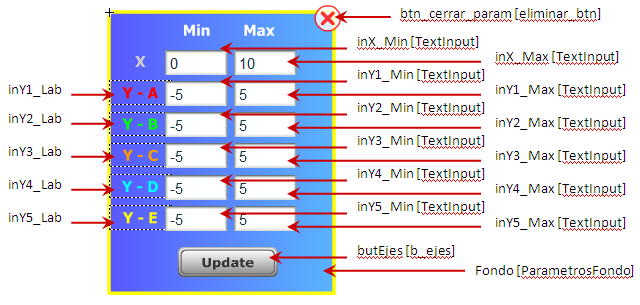 btn_cerrar_param [eliminar_btn]
Min Max
inX_Min [TextInput]
X 0 10
inX_Max [TextInput]
inY1_Min [TextInput]
inY1_Lab Y - A -5 5 inY1_Max [TextInput]
inY2_Min [TextInput]
inY2_Lab Y - B -5 5 inY2_Max [TextInput]
inY3_Min [TextInput]
inY3_Lab Y - C -5 5 inY3_Max [TextInput]
inY4_Min [TextInput]
inY4_Lab Y - D -5 5 inY4_Max [TextInput]
inY5_Min [TextInput]
inY5_Lab Y - E -5 5 inY5_Max [TextInput]
butEjes [b_ejes]
Update
Fondo [ParametrosFondo]